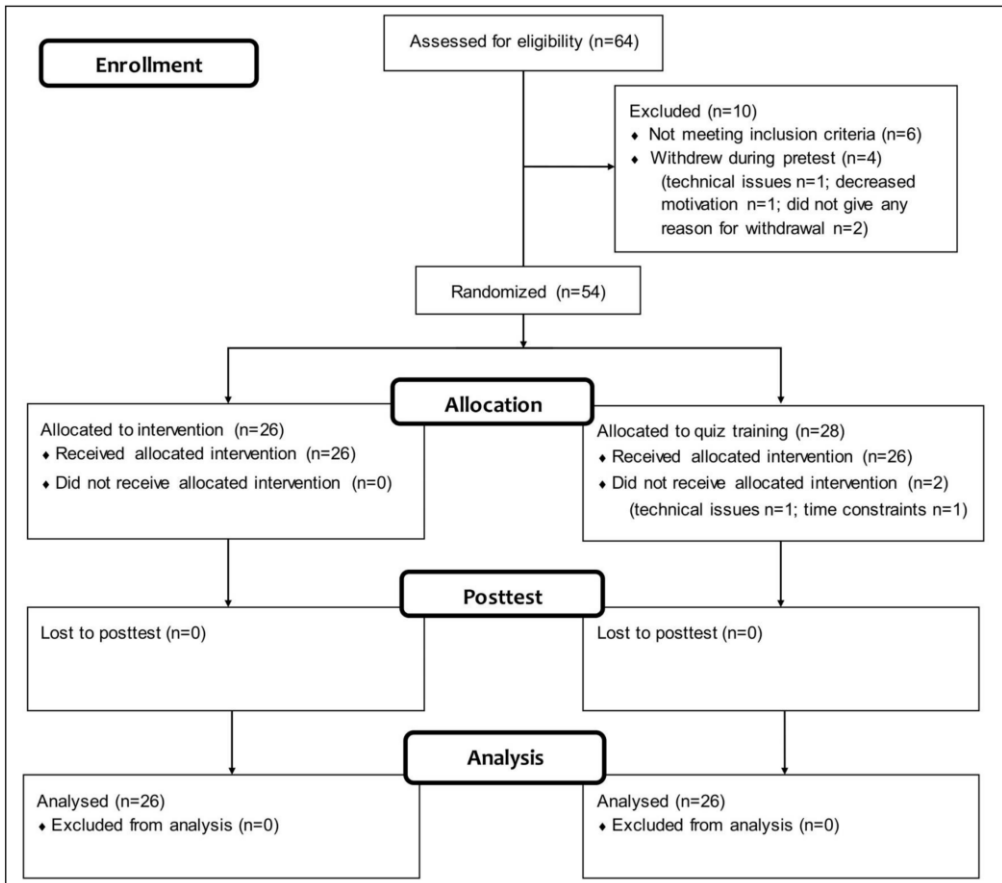 Enrollment
Assessed for eligibility (n=64)
Excluded (n=10)
♦ Not meeting inclusion criteria (n=6)
♦ Withdrew during pretest (n=4)
(technical issues n=1; decreased
motivation n=1; did not give any
reason for withdrawal n=2)
Randomized (n=54)
Allocation
Allocated to intervention (n=26)
♦ Received allocated intervention (n=26)
♦ Did not receive allocated intervention (n=0)
Allocated to quiz training (n=28)
♦ Received allocated intervention (n=26)
♦ Did not receive allocated intervention (n=2)
(technical issues n=1; time constraints n=1)
Posttest
Lost to posttest (n=0)
Lost to posttest (n=0)
Analysis
Analysed (n=26)
♦ Excluded from analysis (n=0)
Analysed (n=26)
♦ Excluded from analysis (n=0)